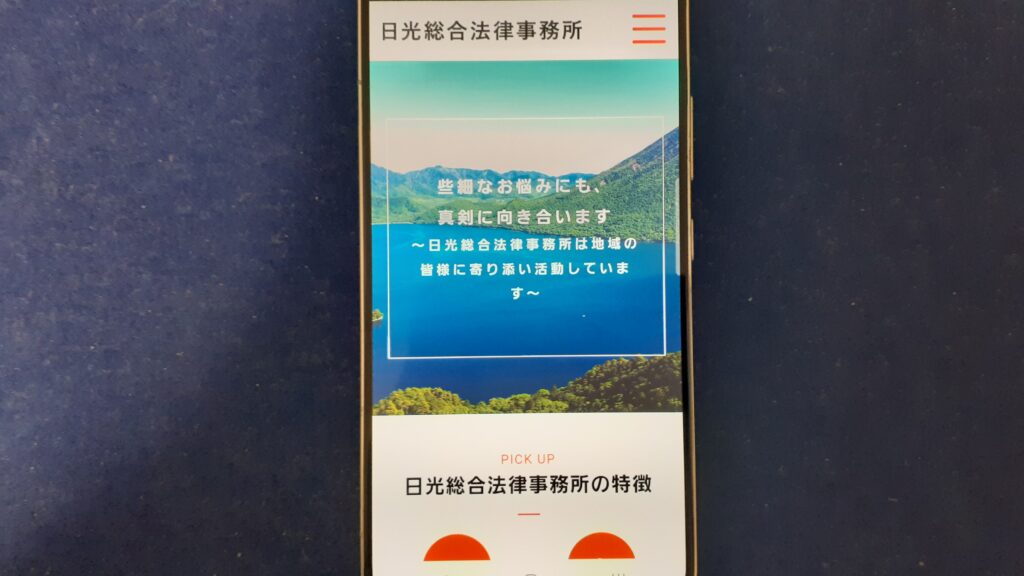 日光総合法律事務所
些細なお悩みにも、
真剣に向き合います
～日光総合法律事務所は地域の
皆様に寄り添い活動していま
す～
PICK UP
日光総合法律事務所の特徴